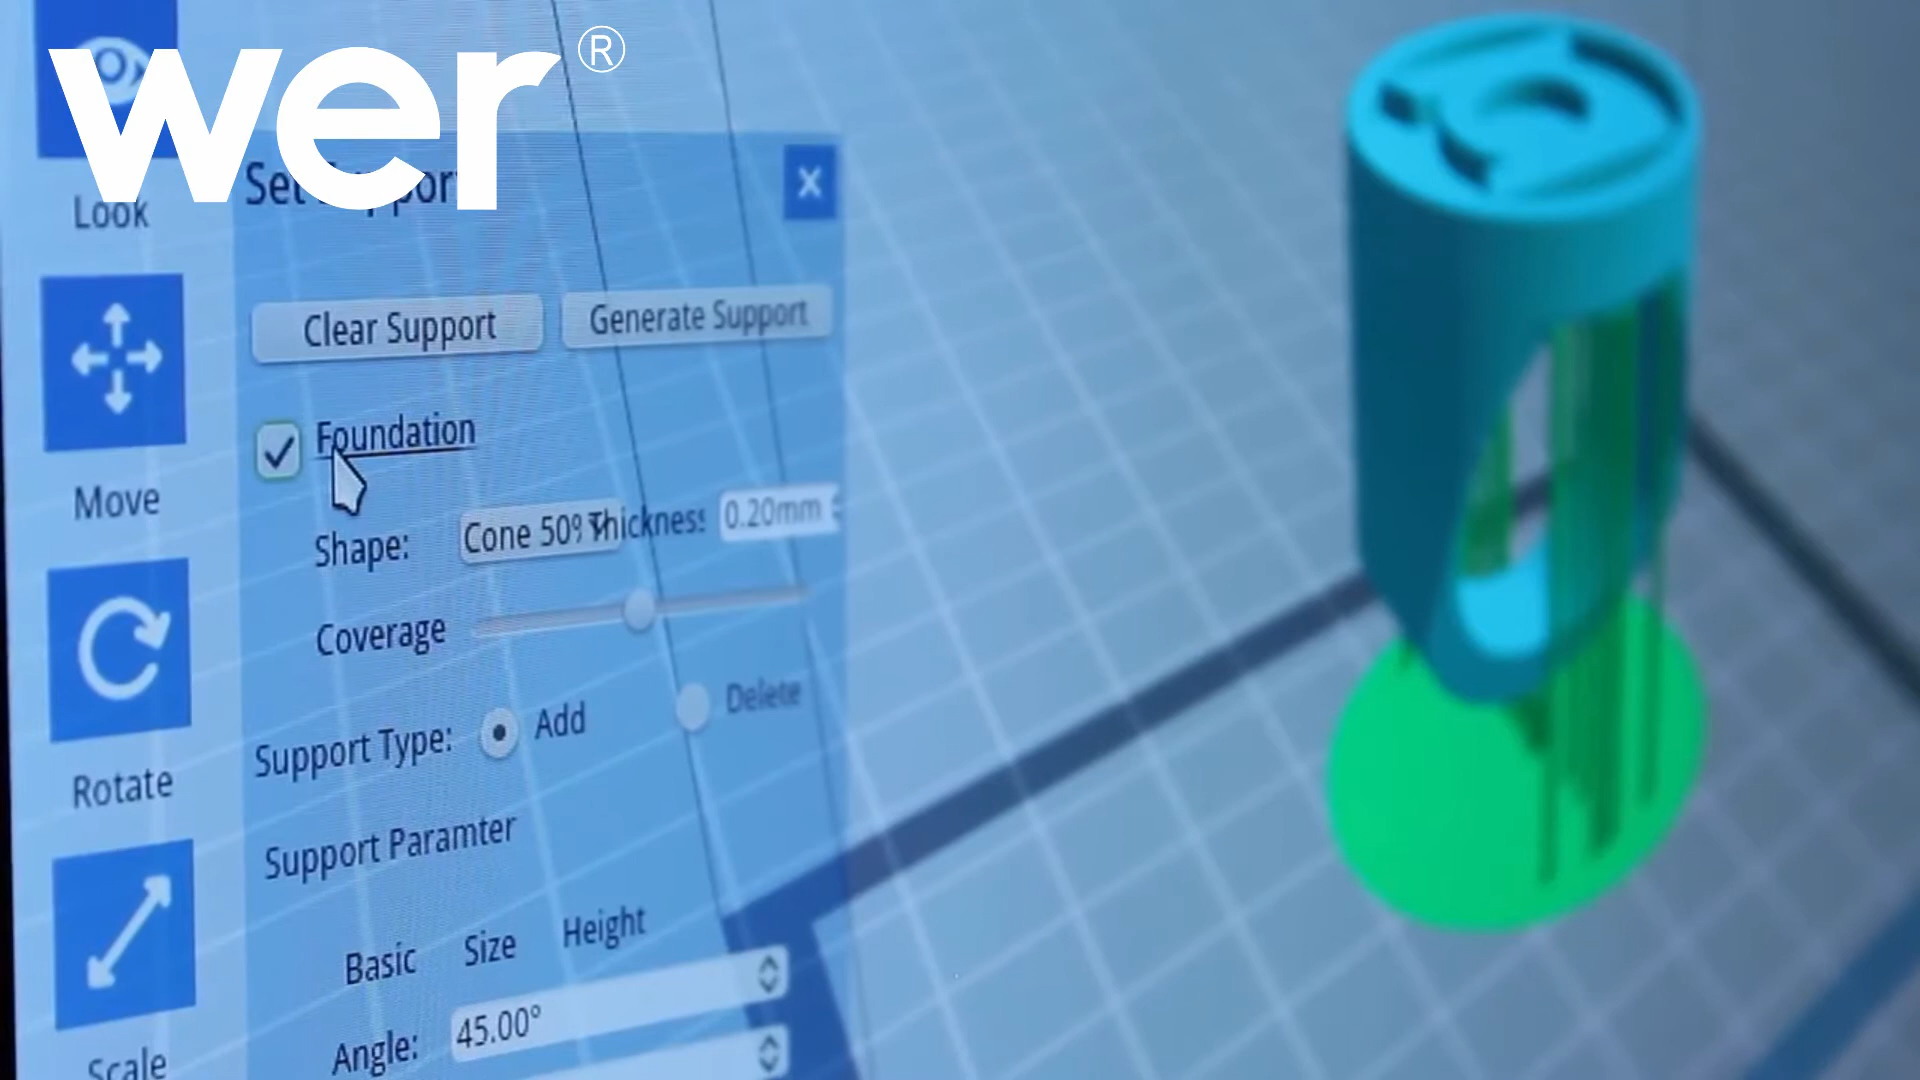 wer®
Look
Clear Support
Generate Support
Foundation
Move
Shape:
Cone 50%
Thickness
0.20mm
Coverage
Support Type:
Add
Delete
Rotate
Support Paramter
Basic
Size
Height
Angle:
45.00°
Scale